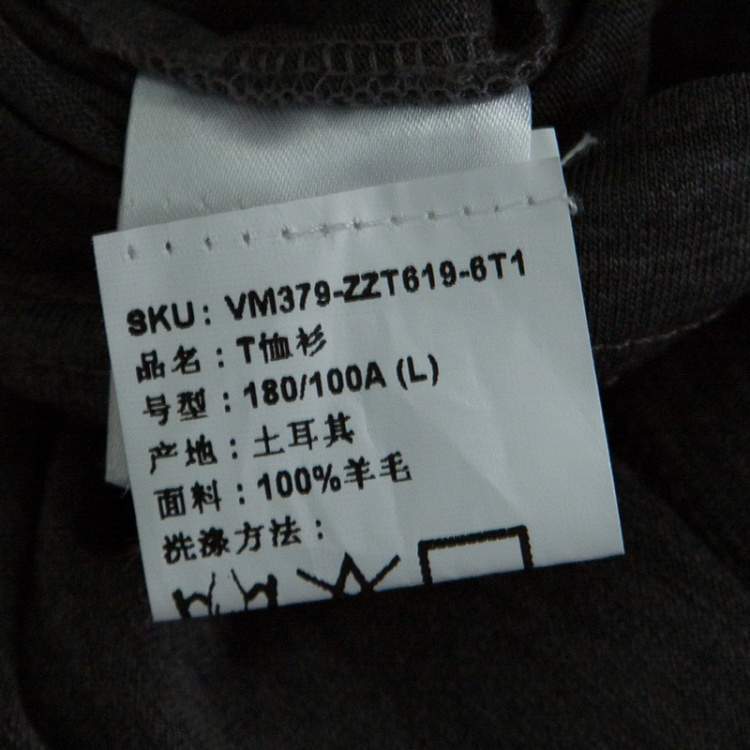 SKU: VM379-ZZT619-6T1
品名：T恤衫
号型：180/100A (L)
产地：土耳其
面料：100%羊毛
洗涤方法：